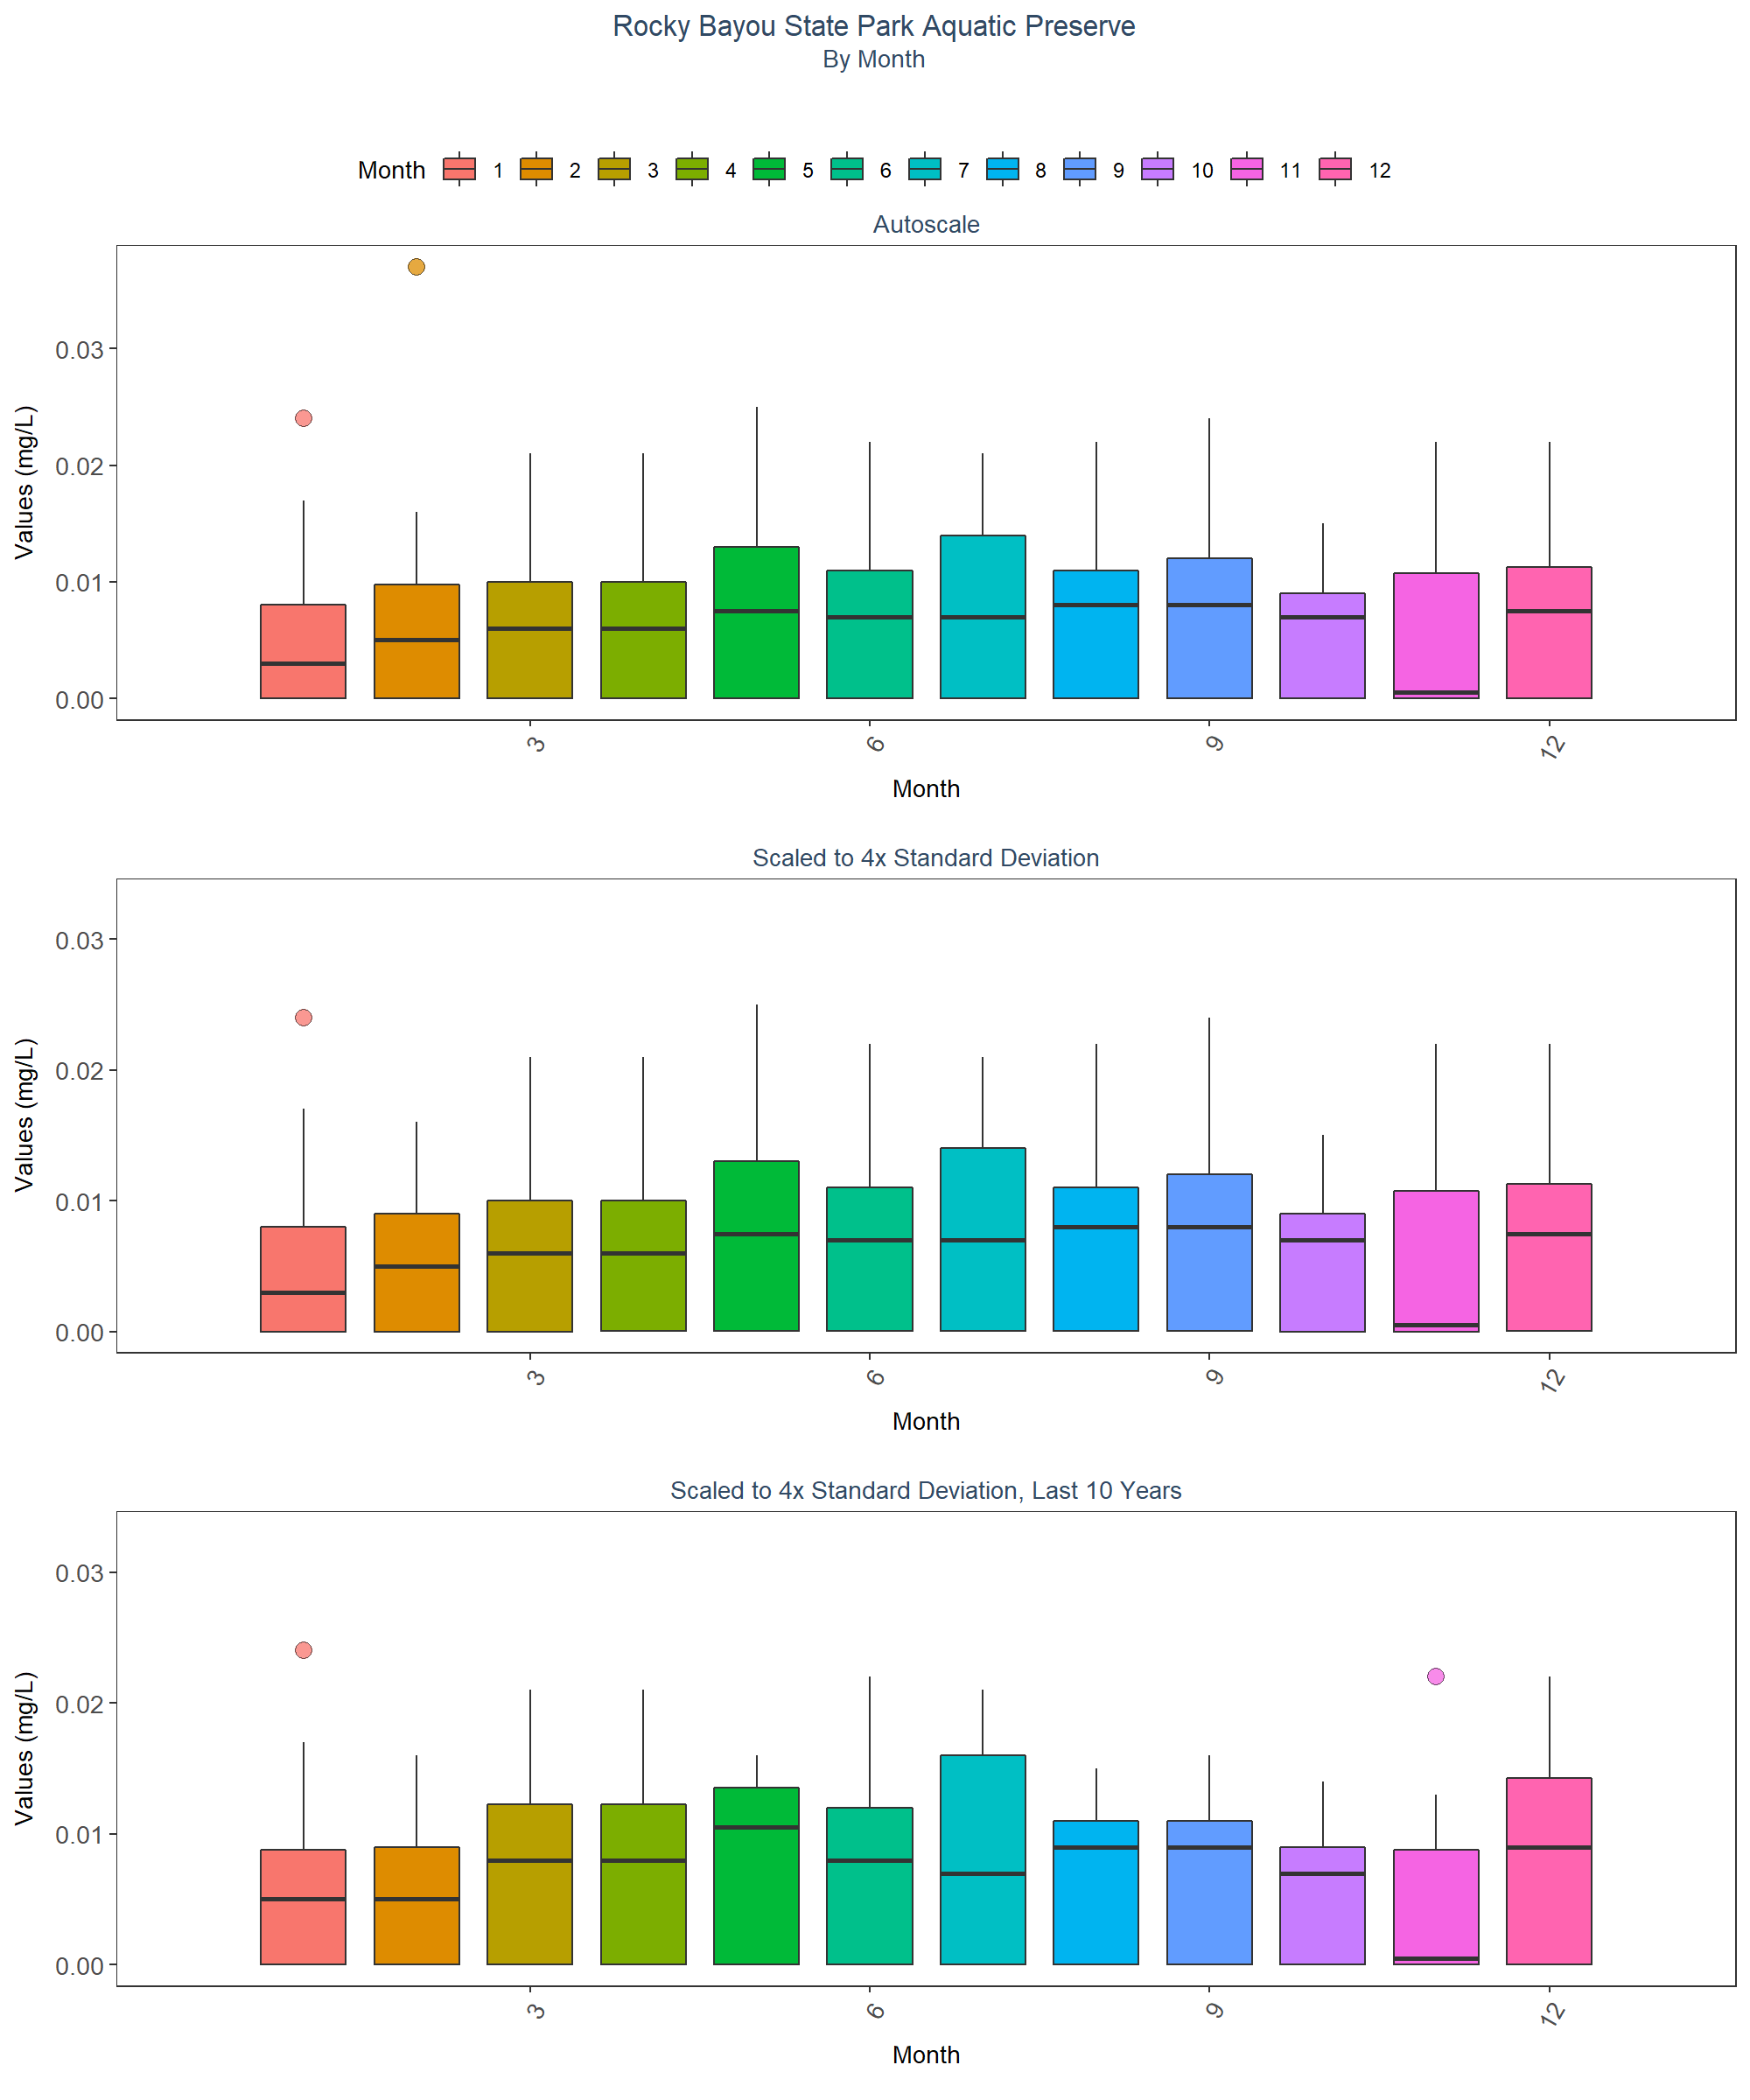 Rocky Bayou State Park Aquatic Preserve
By Month
Month 1 2 3 4 5 6 7 8 9 10 11 12
Autoscale
Values (mg/L)
0.03
0.02
0.01
0.00
3 6 9 12
Month
Scaled to 4x Standard Deviation
Values (mg/L)
0.03
0.02
0.01
0.00
3 6 9 12
Month
Scaled to 4x Standard Deviation, Last 10 Years
Values (mg/L)
0.03
0.02
0.01
0.00
3 6 9 12
Month